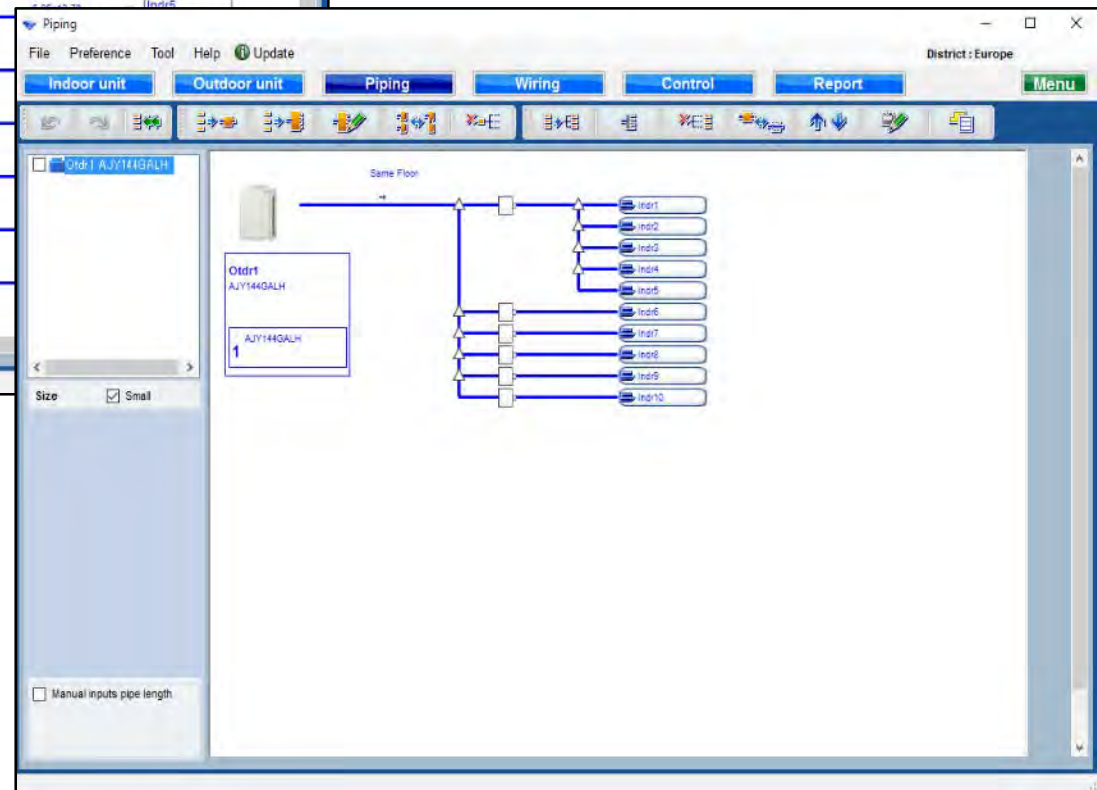 Indr5
Piping
File Preference Tool Help Update
District : Europe
Indoor unit Outdoor unit Piping Wiring Control Report Menu
Otdr1 AJY144GALH
Same Floor
Indr1
Indr2
Indr3
Indr4
Indr5
Otdr1
AJY144GALH
Indr6
Indr7
AJY144GALH
1
Indr8
Indr9
Indr10
Size Small
Manual inputs pipe length